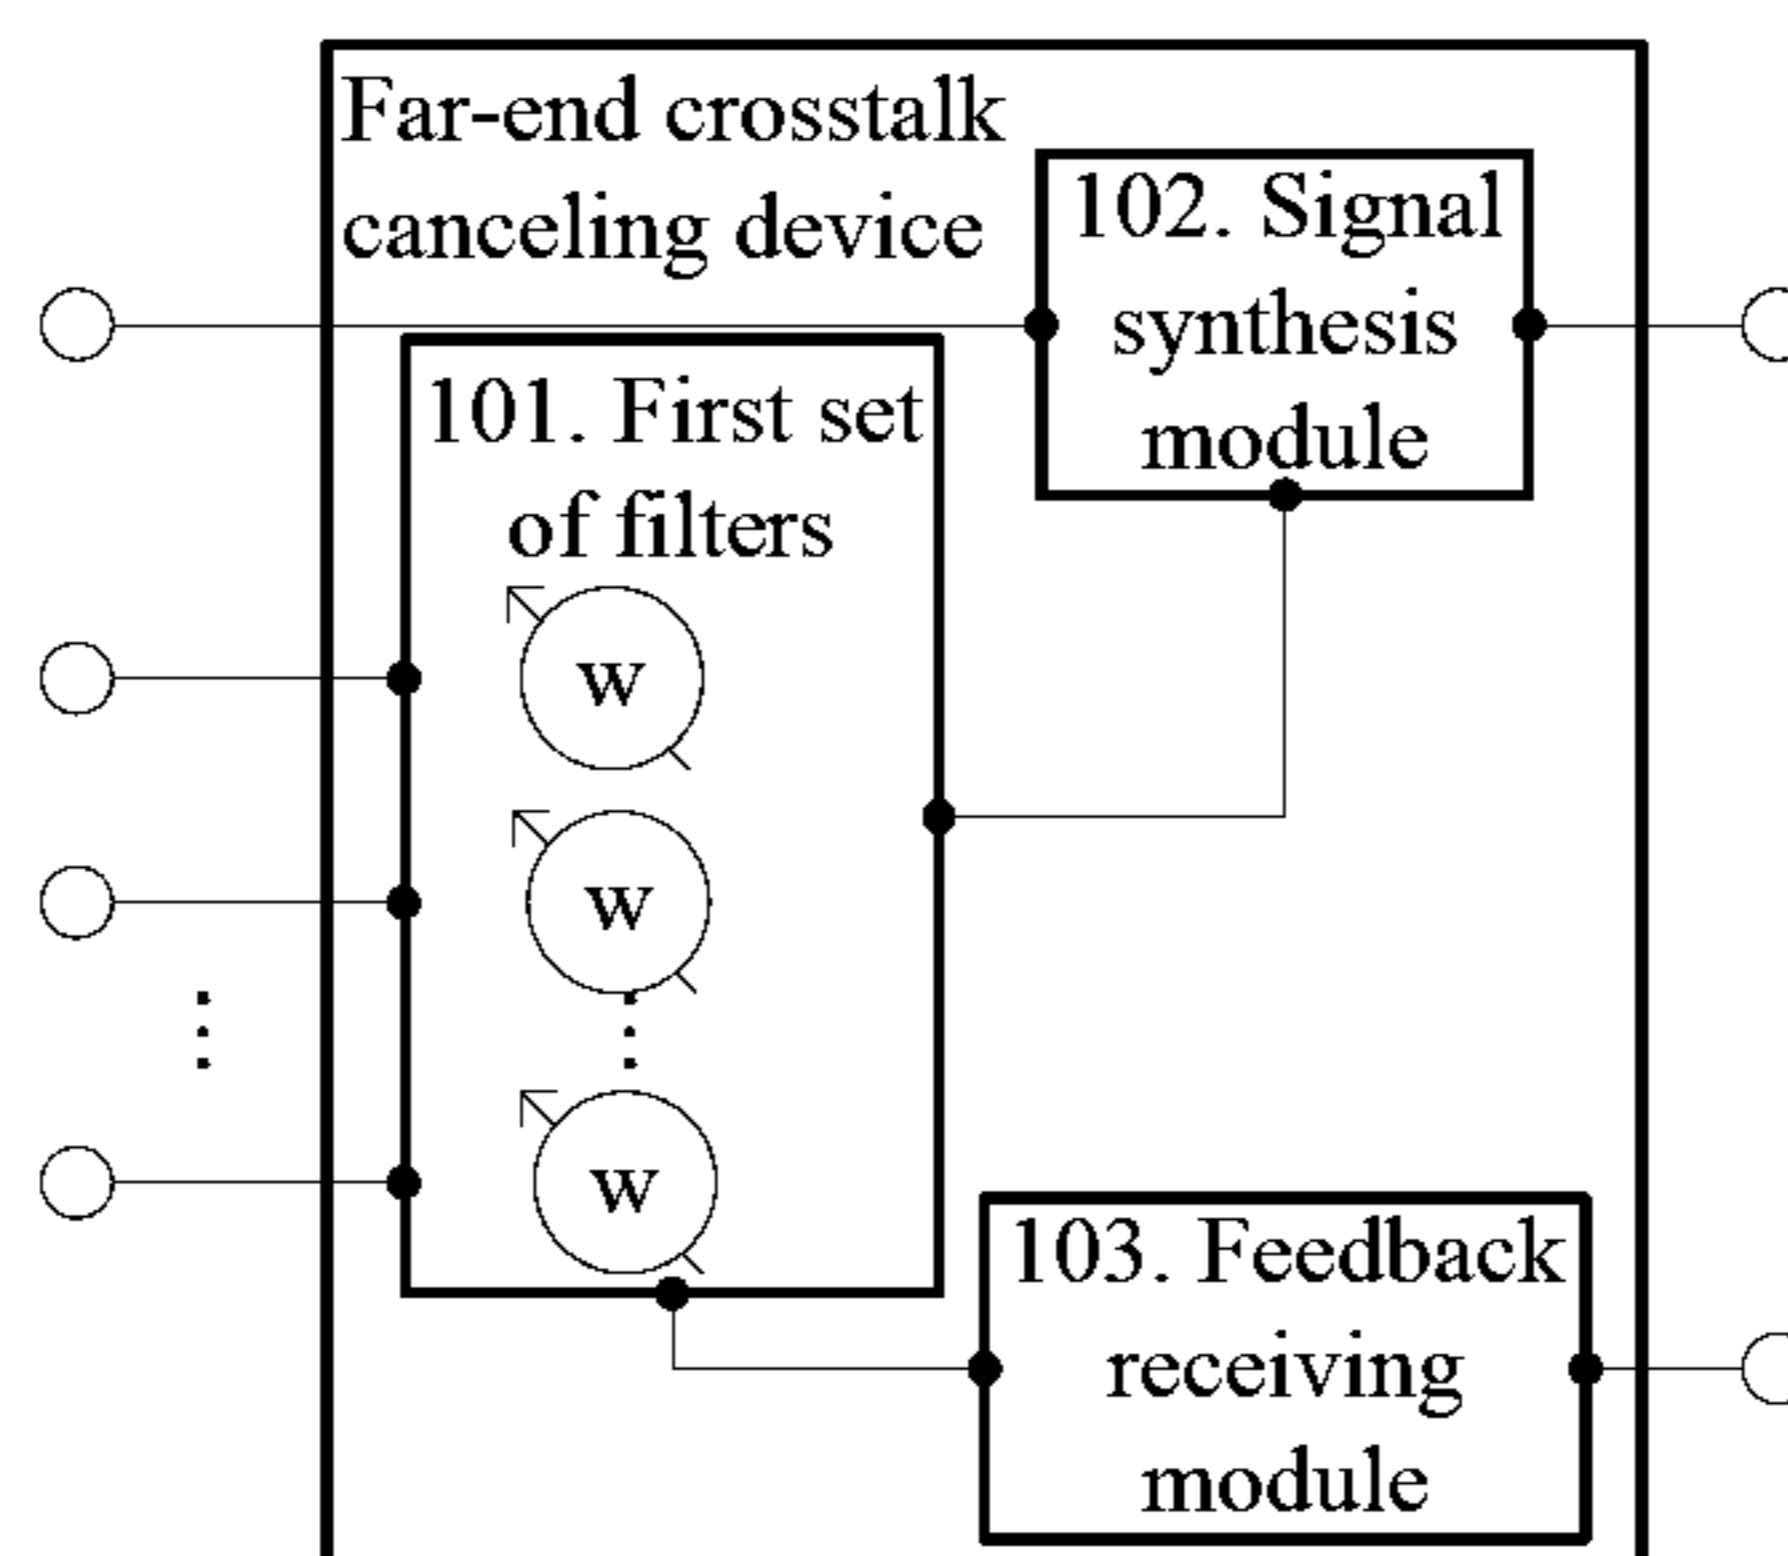 Far-end crosstalk
canceling device
102. Signal
synthesis
module
101. First set
of filters
w
w
w
103. Feedback
receiving
module